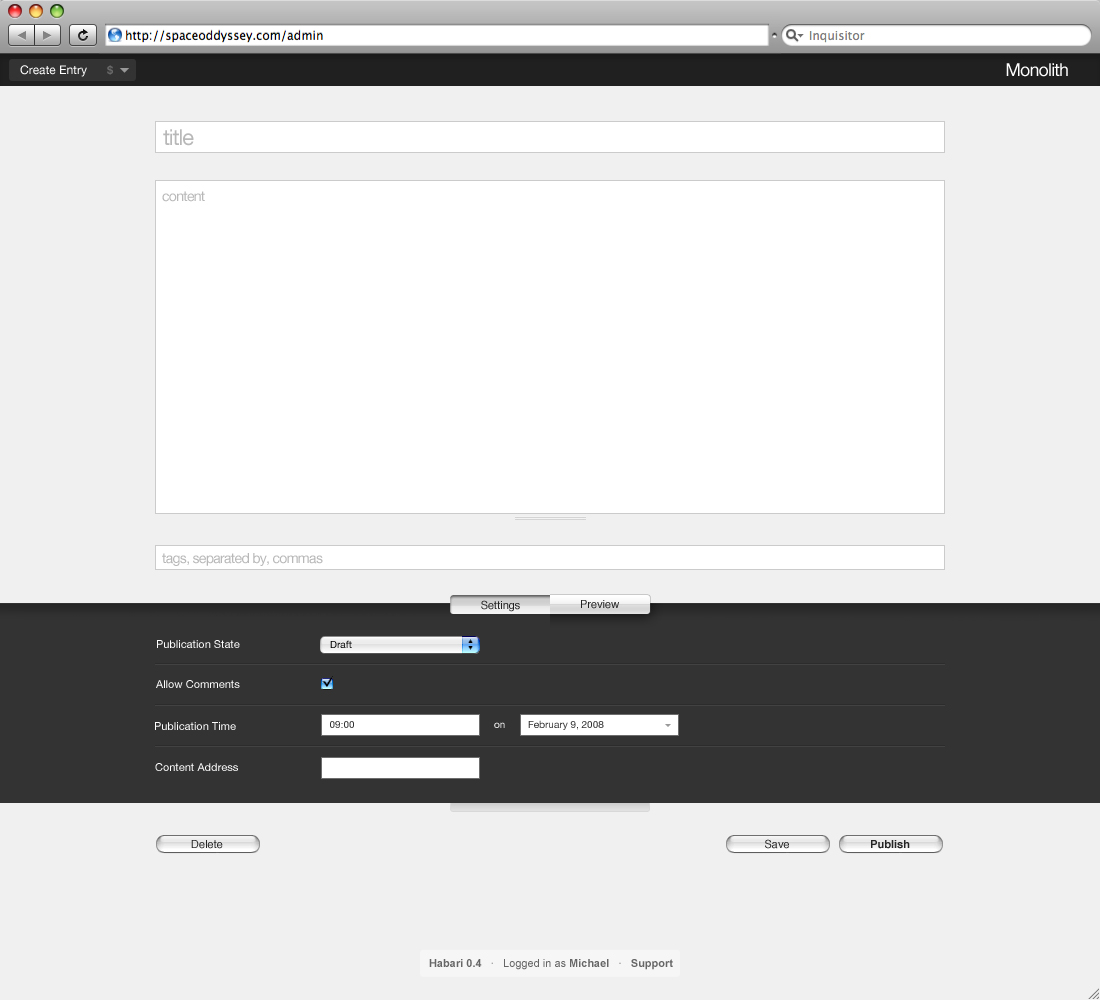 http://spaceoddyssey.com/admin
Inquisitor
Create Entry $
Monolith
title
content
tags, separated by, commas
Settings Preview
Publication State Draft
Allow Comments
Publication Time 09:00 on February 9, 2008
Content Address
Delete Save Publish
Habari 0.4 · Logged in as Michael · Support